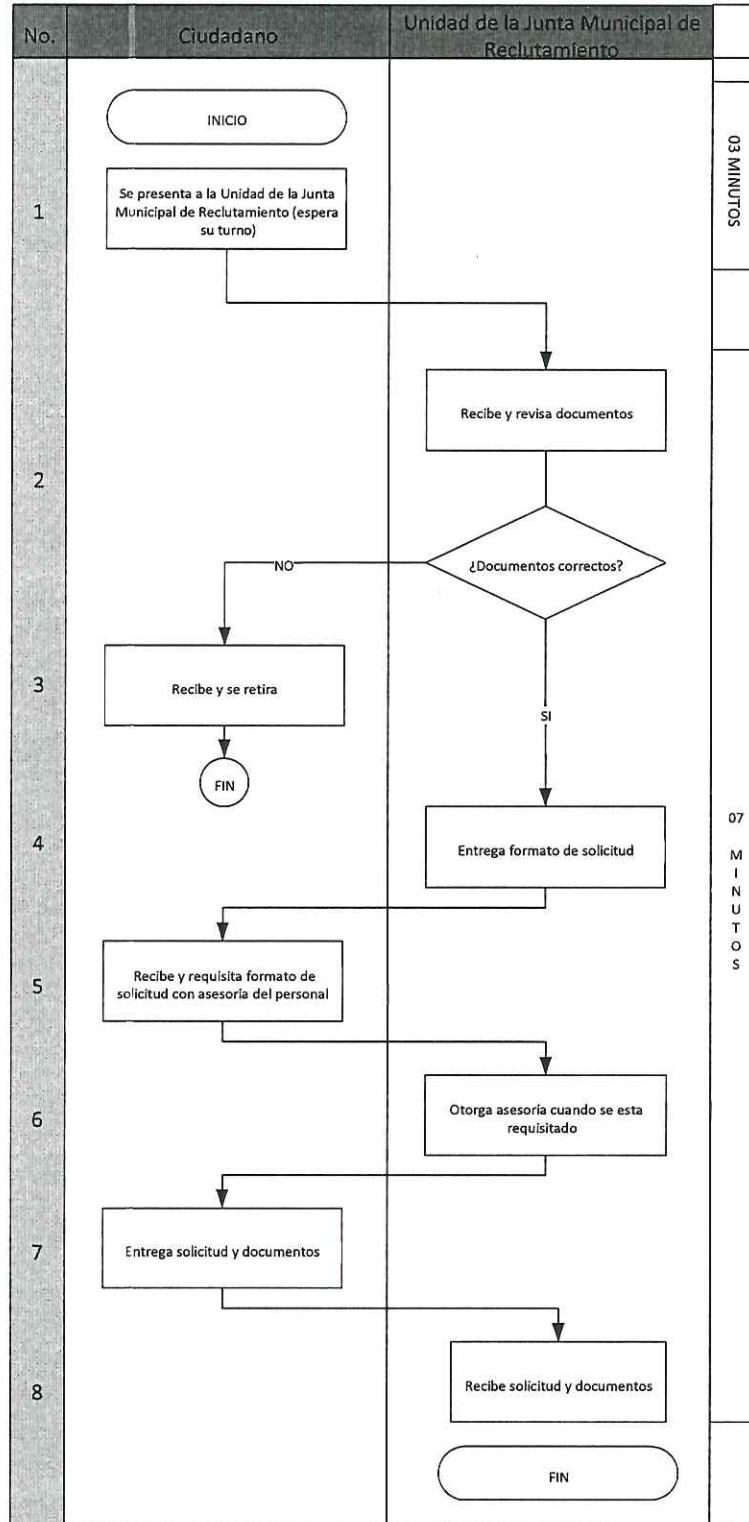 No.
Ciudadano
Unidad de la Junta Municipal de
Reclutamiento
INICIO
03 MINUTOS
1
Se presenta a la Unidad de la Junta
Municipal de Reclutamiento (espera
su turno)
Recibe y revisa documentos
2
¿Documentos correctos?
NO
3
Recibe y se retira
SI
FIN
4
Entrega formato de solicitud
07
M
I
N
U
T
O
S
5
Recibe y requisita formato de
solicitud con asesoría del personal
6
Otorga asesoría cuando se esta
requisitado
7
Entrega solicitud y documentos
8
Recibe solicitud y documentos
FIN